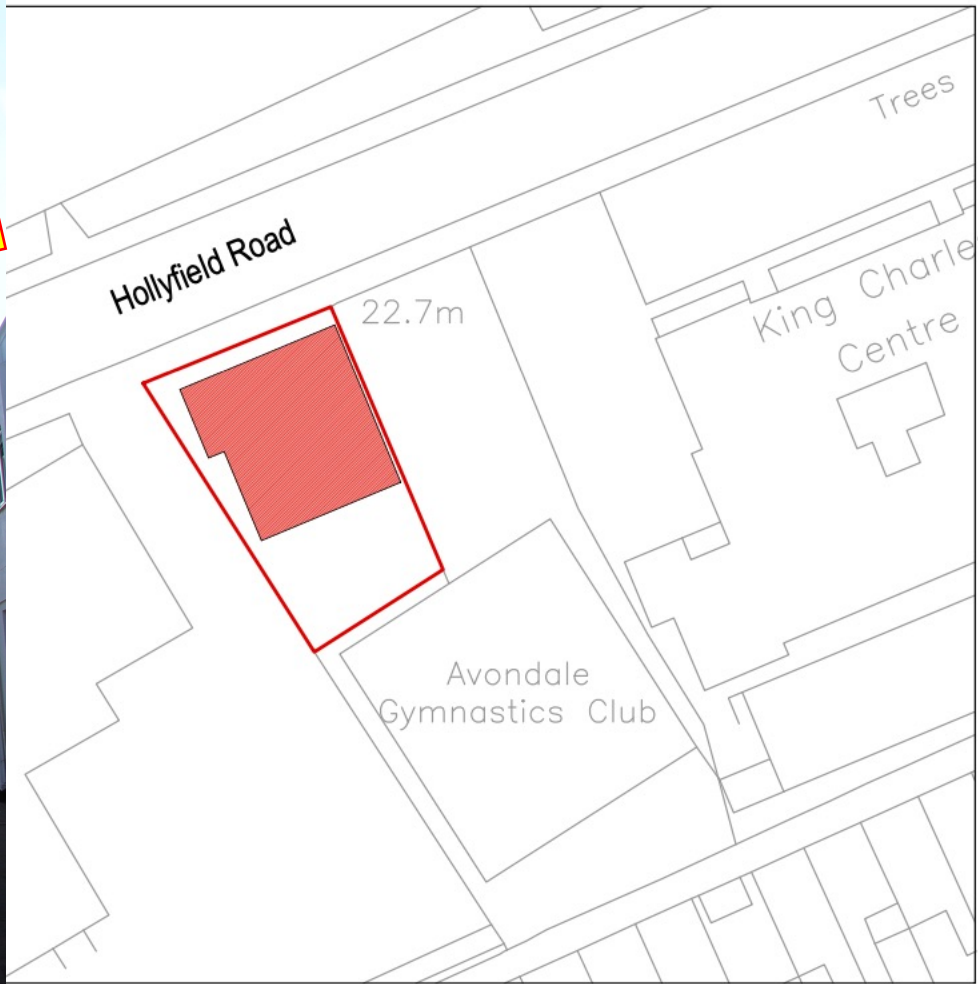 Trees
Hollyfield Road
22.7m
King Charle
Centre
Avondale
Gymnastics Club